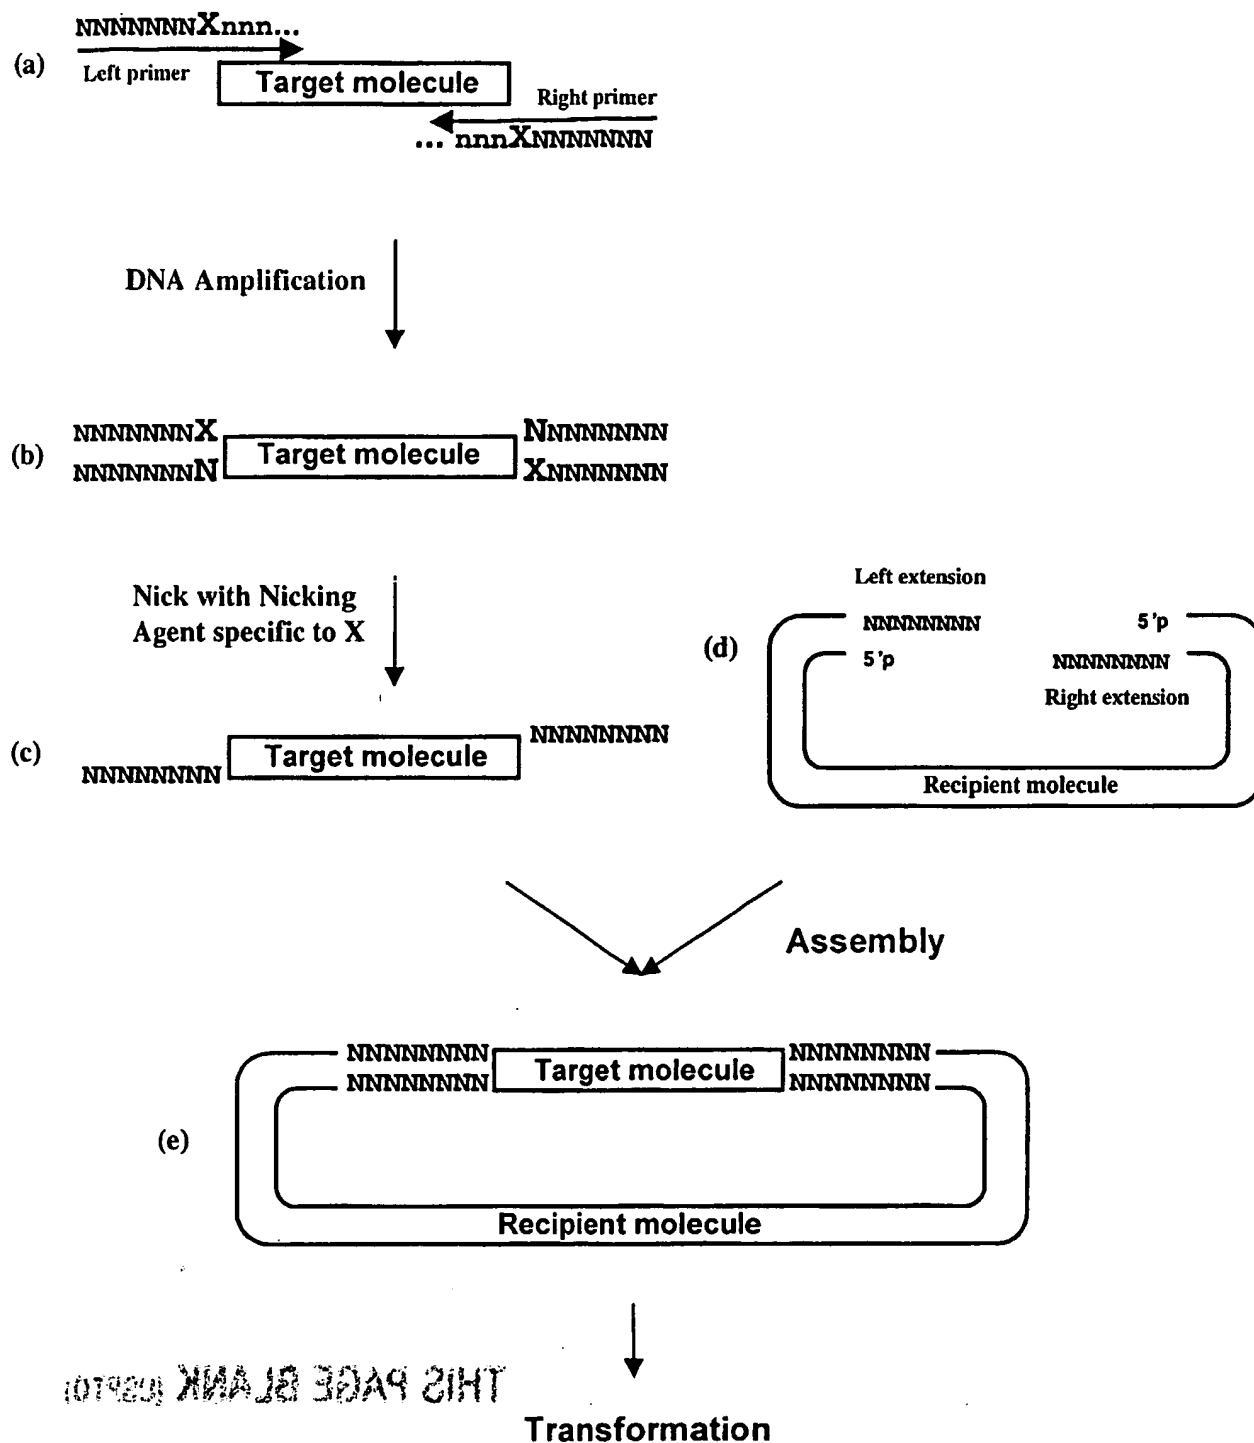 NNNNNNNXnnn...
(a)
Left primer
Target molecule
Right primer
... nnnXNNNNNNN
DNA Amplification
(b)
NNNNNNNX
NNNNNNNN
Target molecule
NNNNNNNN
XNNNNNNN
Nick with Nicking
Agent specific to X
(c)
NNNNNNNN
Target molecule
NNNNNNNN
(d)
Left extension
NNNNNNNN
5'p
5'p
NNNNNNNN
Right extension
Recipient molecule
Assembly
(e)
NNNNNNNN
NNNNNNNN
Target molecule
NNNNNNNN
NNNNNNNN
Recipient molecule
THIS PAGE BLANK (USPTO)
Transformation